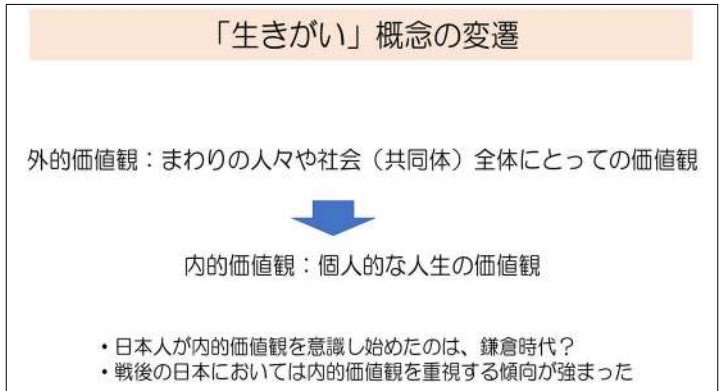 「生きがい」概念の変遷
外的価値観：まわりの人々や社会（共同体）全体にとっての価値観
内的価値観：個人的な人生の価値観
・日本人が内的価値観を意識し始めたのは、鎌倉時代？
・戦後の日本においては内的価値観を重視する傾向が強まった